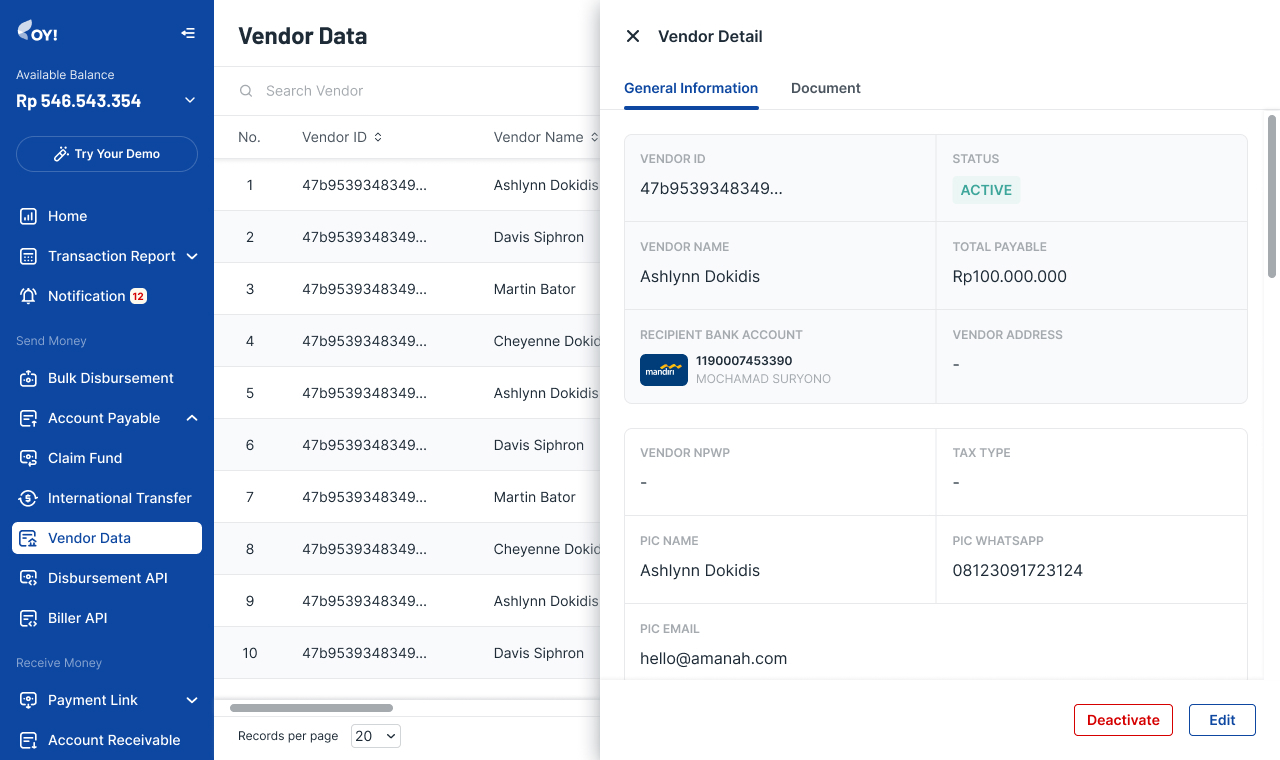 OY!
Available Balance
Rp 546.543.354
Try Your Demo
Home
Transaction Report
Notification 12
Send Money
Bulk Disbursement
Account Payable
Claim Fund
International Transfer
Vendor Data
Disbursement API
Biller API
Receive Money
Payment Link
Account Receivable
Vendor Data
Search Vendor
No. Vendor ID Vendor Name
1 47b9539348349... Ashlynn Dokidis
2 47b9539348349... Davis Siphron
3 47b9539348349... Martin Bator
4 47b9539348349... Cheyenne Dokid
5 47b9539348349... Ashlynn Dokidis
6 47b9539348349... Davis Siphron
7 47b9539348349... Martin Bator
8 47b9539348349... Cheyenne Dokid
9 47b9539348349... Ashlynn Dokidis
10 47b9539348349... Davis Siphron
Records per page 20
Vendor Detail
General Information Document
VENDOR ID
47b9539348349...
STATUS
ACTIVE
VENDOR NAME
Ashlynn Dokidis
TOTAL PAYABLE
Rp100.000.000
RECIPIENT BANK ACCOUNT
mandiri
1190007453390
MOCHAMAD SURYONO
VENDOR ADDRESS
-
VENDOR NPWP
-
TAX TYPE
-
PIC NAME
Ashlynn Dokidis
PIC WHATSAPP
08123091723124
PIC EMAIL
hello@amanah.com
Deactivate Edit